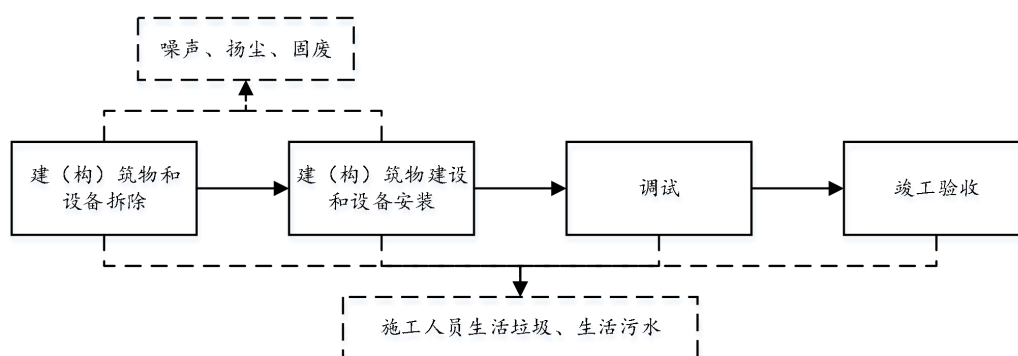 噪声、扬尘、固废
建（构）筑物和
设备拆除
建（构）筑物建设
和设备安装
调试
竣工验收
施工人员生活垃圾、生活污水